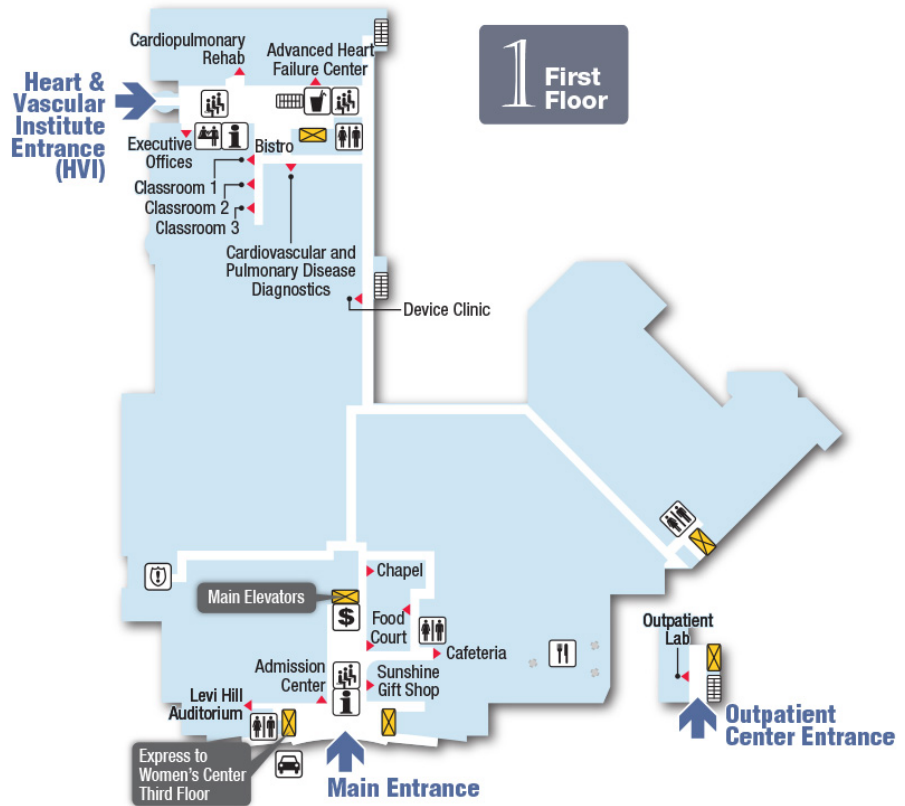 Cardiopulmonary
Rehab
Advanced Heart
Failure Center
1 First
Floor
Heart &
Vascular
Institute
Entrance
(HVI)
Executive
Offices
Bistro
Classroom 1
Classroom 2
Classroom 3
Cardiovascular and
Pulmonary Disease
Diagnostics
Device Clinic
Chapel
Main Elevators
$
Food
Court
Cafeteria
Outpatient
Lab
Admission
Center
Sunshine
Gift Shop
Levi Hill
Auditorium
Outpatient
Center Entrance
Express to
Women's Center
Third Floor
Main Entrance